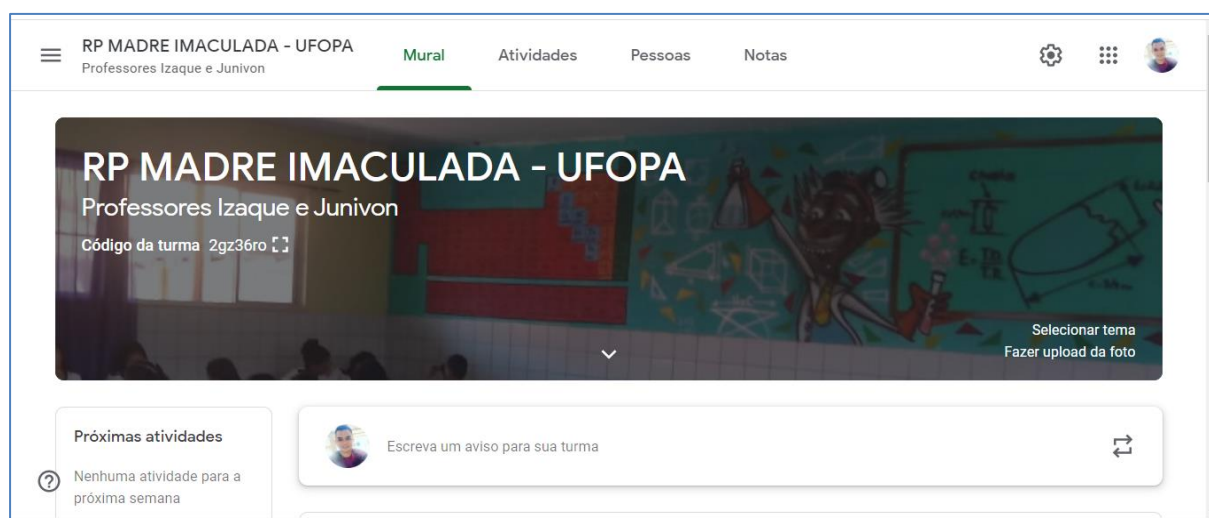 RP MADRE IMACULADA - UFOPA
Professores Izaque e Junivon
Mural
Atividades
Pessoas
Notas
RP MADRE IMACULADA - UFOPA
Professores Izaque e Junivon
Código da turma 2gz36ro
Selecionar tema
Fazer upload da foto
Próximas atividades
Nenhuma atividade para a
próxima semana
Escreva um aviso para sua turma